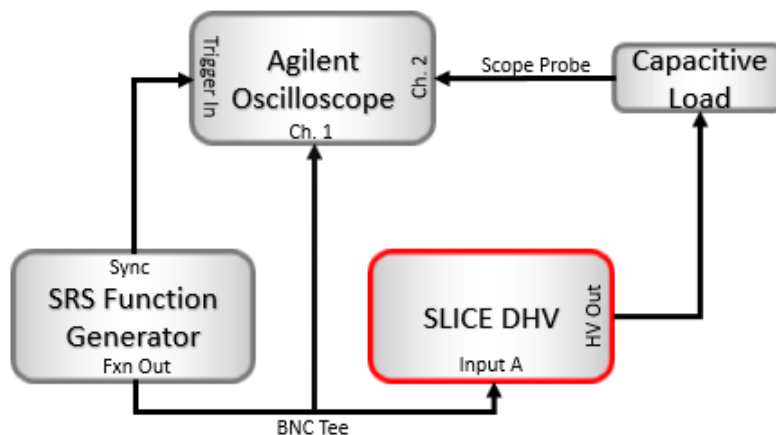 Trigger In
Agilent
Oscilloscope
Ch. 1
Ch. 2
Scope Probe
Capacitive
Load
Sync
SRS Function
Generator
Fxn Out
SLICE DHV
HV Out
Input A
BNC Tee